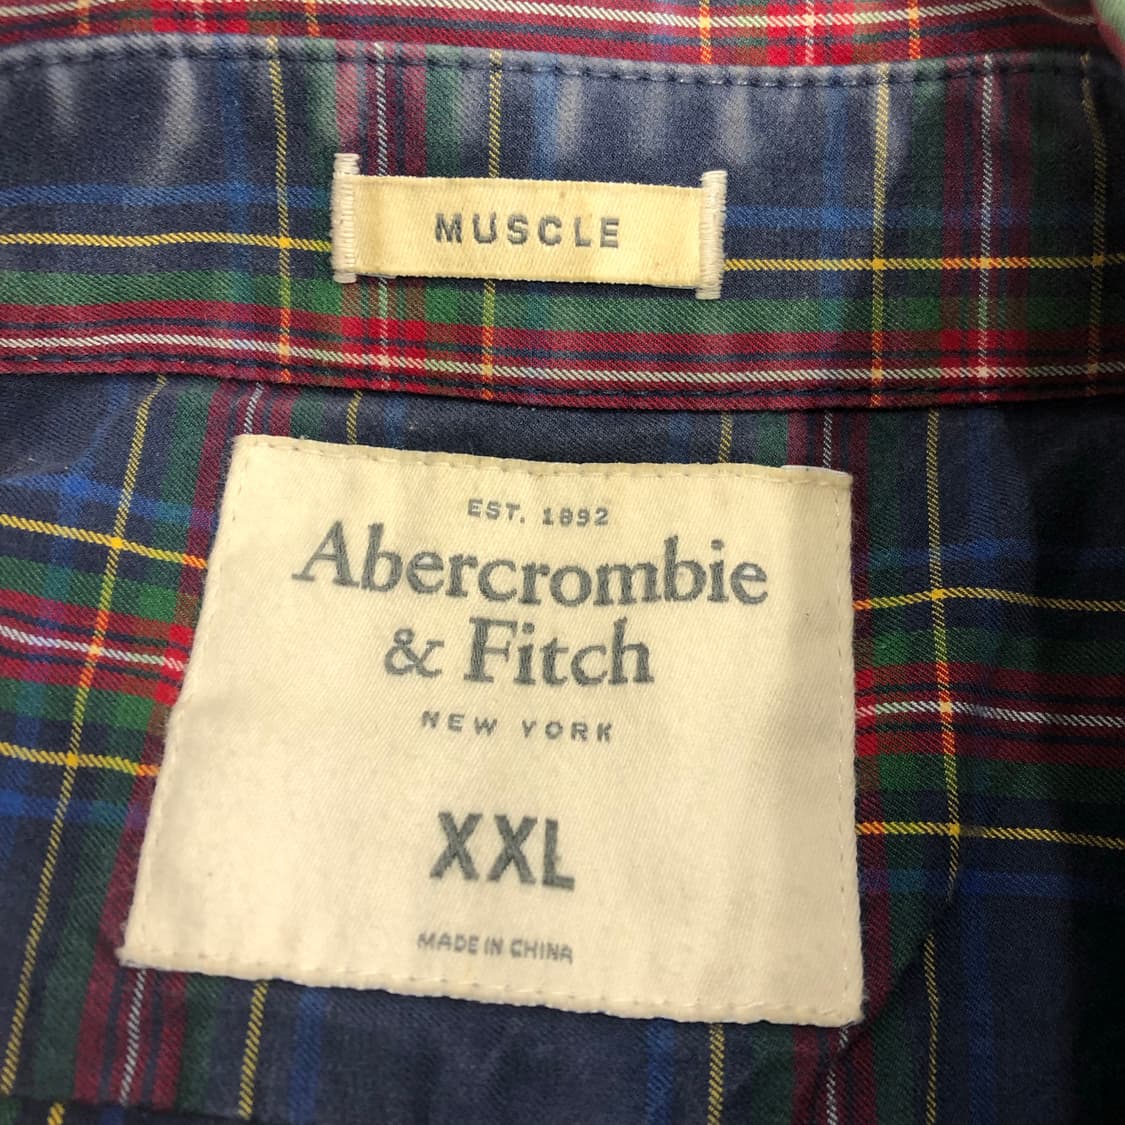 MUSCLE
EST. 1892
Abercrombie
& Fitch
NEW YORK
XXL
MADE IN CHINA